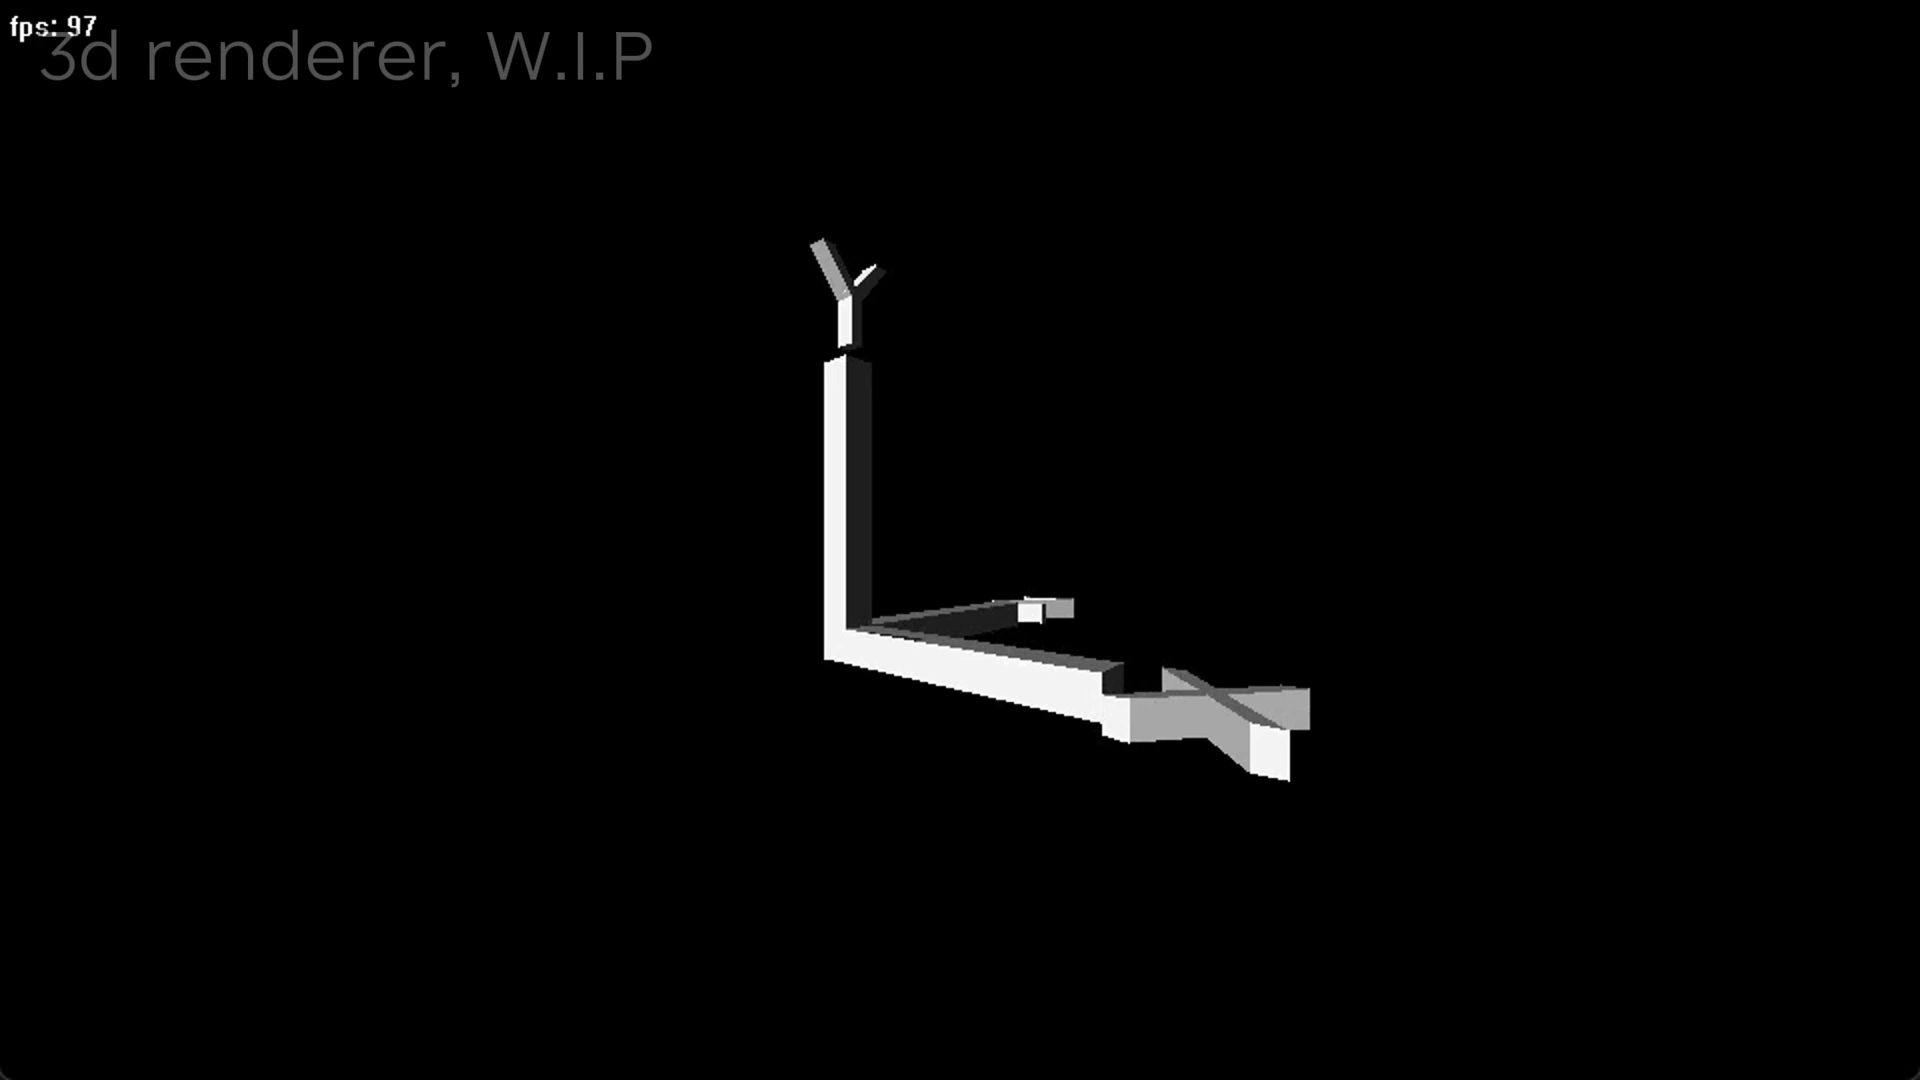 fps: 97
3d renderer, W.I.P
Y
X